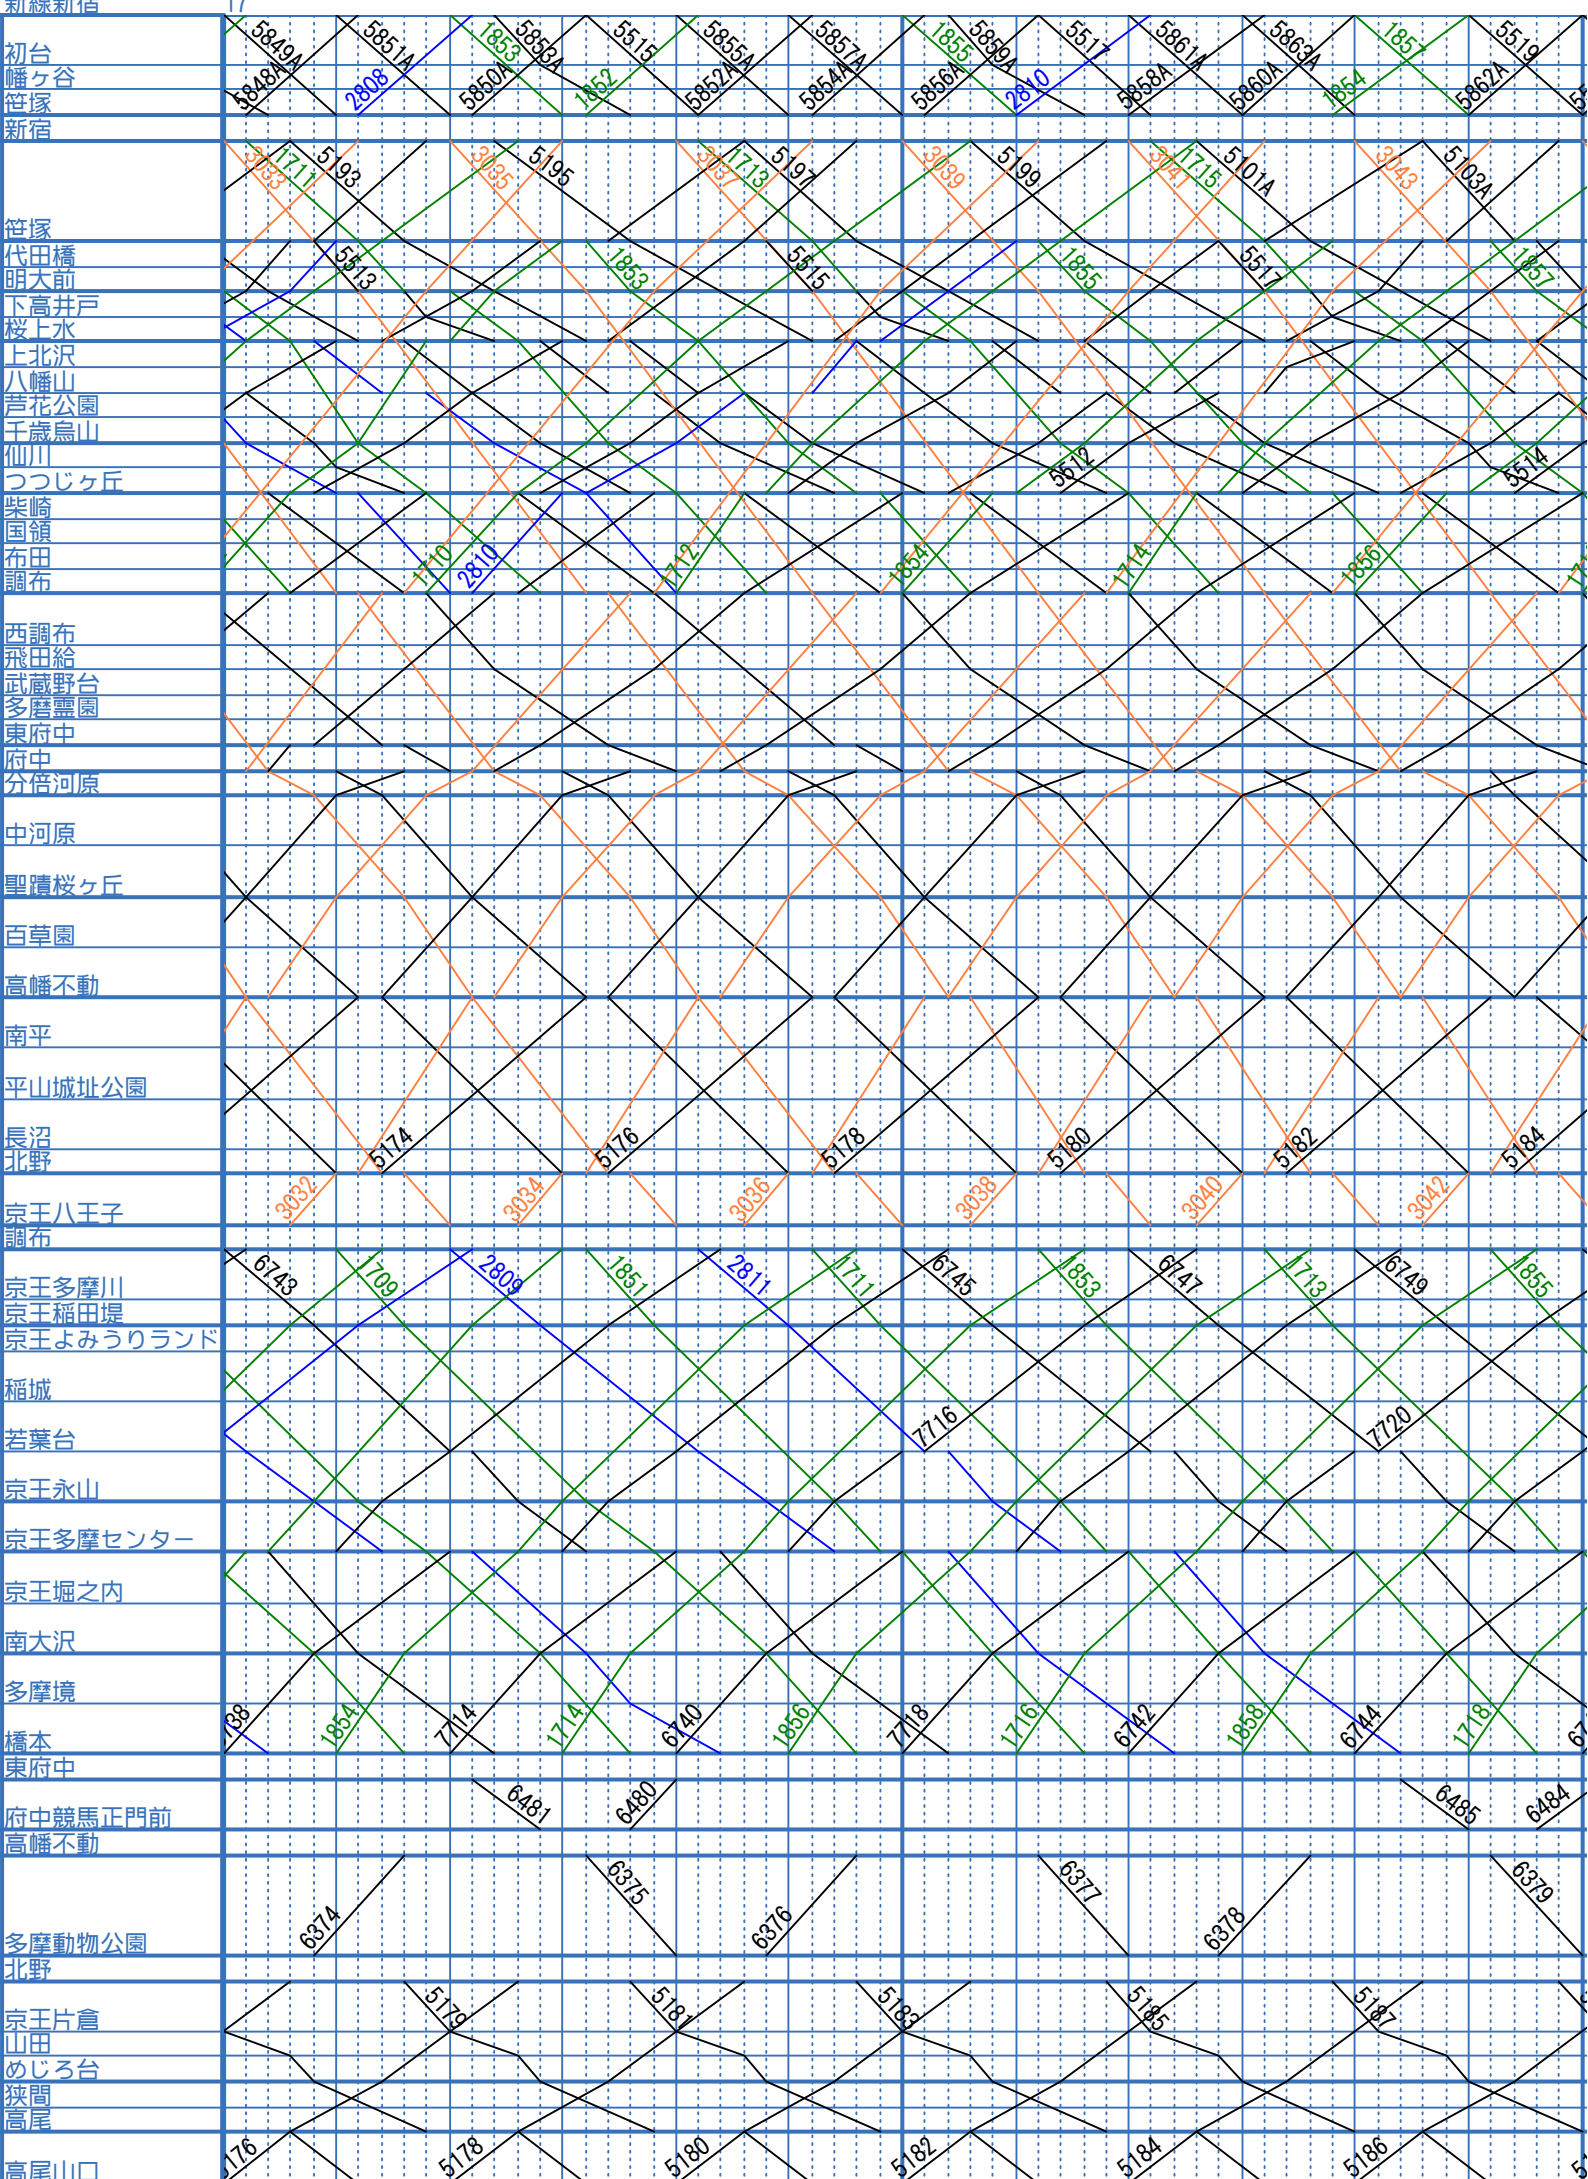 新線新宿 17
初台
幡ヶ谷
笹塚
5849A 5851A 1853 5853A 5515 5855A 5857A 1855 5859A 5517 5861A 5863A 1857 5519
5848A 2808 5850A 1852 5852A 5854A 5856A 2810 5858A 5860A 1854 5862A
新宿
3033 1711 5193 3035 5195 3037 1713 5197 3039 5199 3041 1715 5101A 3043 5103A
笹塚
代田橋
5513 1853 5515 1855 5517 1857
明大前
下高井戸
桜上水
上北沢
八幡山
芦花公園
千歳烏山
仙川
5512 5514
つつじヶ丘
柴崎
国領
布田
1710 2810 1712 1854 1714 1856
調布
西調布
飛田給
武蔵野台
多磨霊園
東府中
府中
分倍河原
中河原
聖蹟桜ヶ丘
百草園
高幡不動
南平
平山城址公園
長沼
5174 5176 5178 5180 5182 5184
北野
3032 3034 3036 3038 3040 3042
京王八王子
調布
6743 1709 2809 1851 2811 1711 6745 1853 6747 1713 6749 1855
京王多摩川
京王稲田堤
京王よみうりランド
稲城
7716 7720
若葉台
京王永山
京王多摩センター
京王堀之内
南大沢
多摩境
1854 7714 1714 6740 1856 7718 1716 6742 1858 6744 1718
橋本
東府中
6481 6480 6485 6484
府中競馬正門前
高幡不動
6375 6377 6379
6374 6376 6378
多摩動物公園
北野
5179 5181 5183 5185 5187
京王片倉
山田
めじろ台
狭間
高尾
5176 5178 5180 5182 5184 5186
高尾山口